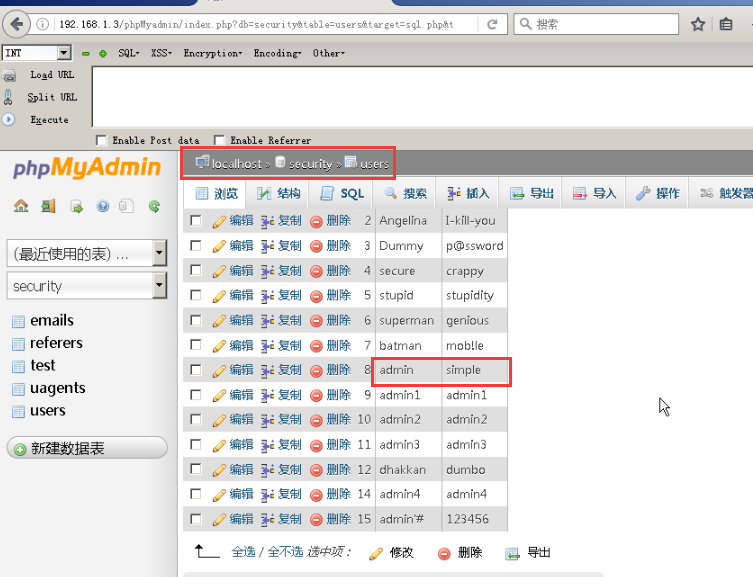 192.168.1.3/phpMyadmin/index.php?db=security&table=users&target=sql.php&t
搜索
INT
SQL▾ XSS▾ Encryption▾ Encoding▾ Other▾
Load URL
Split URL
Execute
Enable Post data Enable Referrer
phpMyAdmin
localhost » security » users
浏览 结构 SQL 搜索 插入 导出 导入 操作 触发器
(最近使用的表) ...
security
emails
referers
test
uagents
users
新建数据表
编辑 复制 删除 2 Angelina I-kill-you
编辑 复制 删除 3 Dummy p@ssword
编辑 复制 删除 4 secure crappy
编辑 复制 删除 5 stupid stupidity
编辑 复制 删除 6 superman genious
编辑 复制 删除 7 batman mob!le
编辑 复制 删除 8 admin simple
编辑 复制 删除 9 admin1 admin1
编辑 复制 删除 10 admin2 admin2
编辑 复制 删除 11 admin3 admin3
编辑 复制 删除 12 dhakkan dumbo
编辑 复制 删除 14 admin4 admin4
编辑 复制 删除 15 admin'# 123456
全选 / 全不选 选中项： 修改 删除 导出